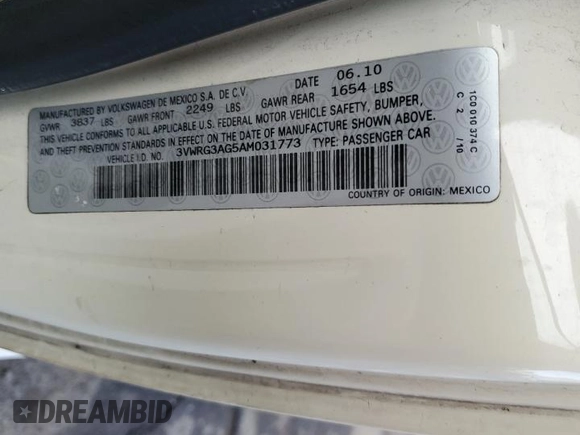 MANUFACTURED BY VOLKSWAGEN DE MEXICO S.A. DE C.V. DATE 06.10
GVWR 3837 LBS GAWR FRONT 2249 LBS GAWR REAR 1654 LBS
THIS VEHICLE CONFORMS TO ALL APPLICABLE U.S. FEDERAL MOTOR VEHICLE SAFETY, BUMPER,
AND THEFT PREVENTION STANDARDS IN EFFECT ON THE DATE OF MANUFACTURE SHOWN ABOVE.
VEHICLE I.D. NO. 3VWRG3AG5AM031773 TYPE: PASSENGER CAR
COUNTRY OF ORIGIN: MEXICO
1C0 010 374 C
C 2 /10
DREAMBID